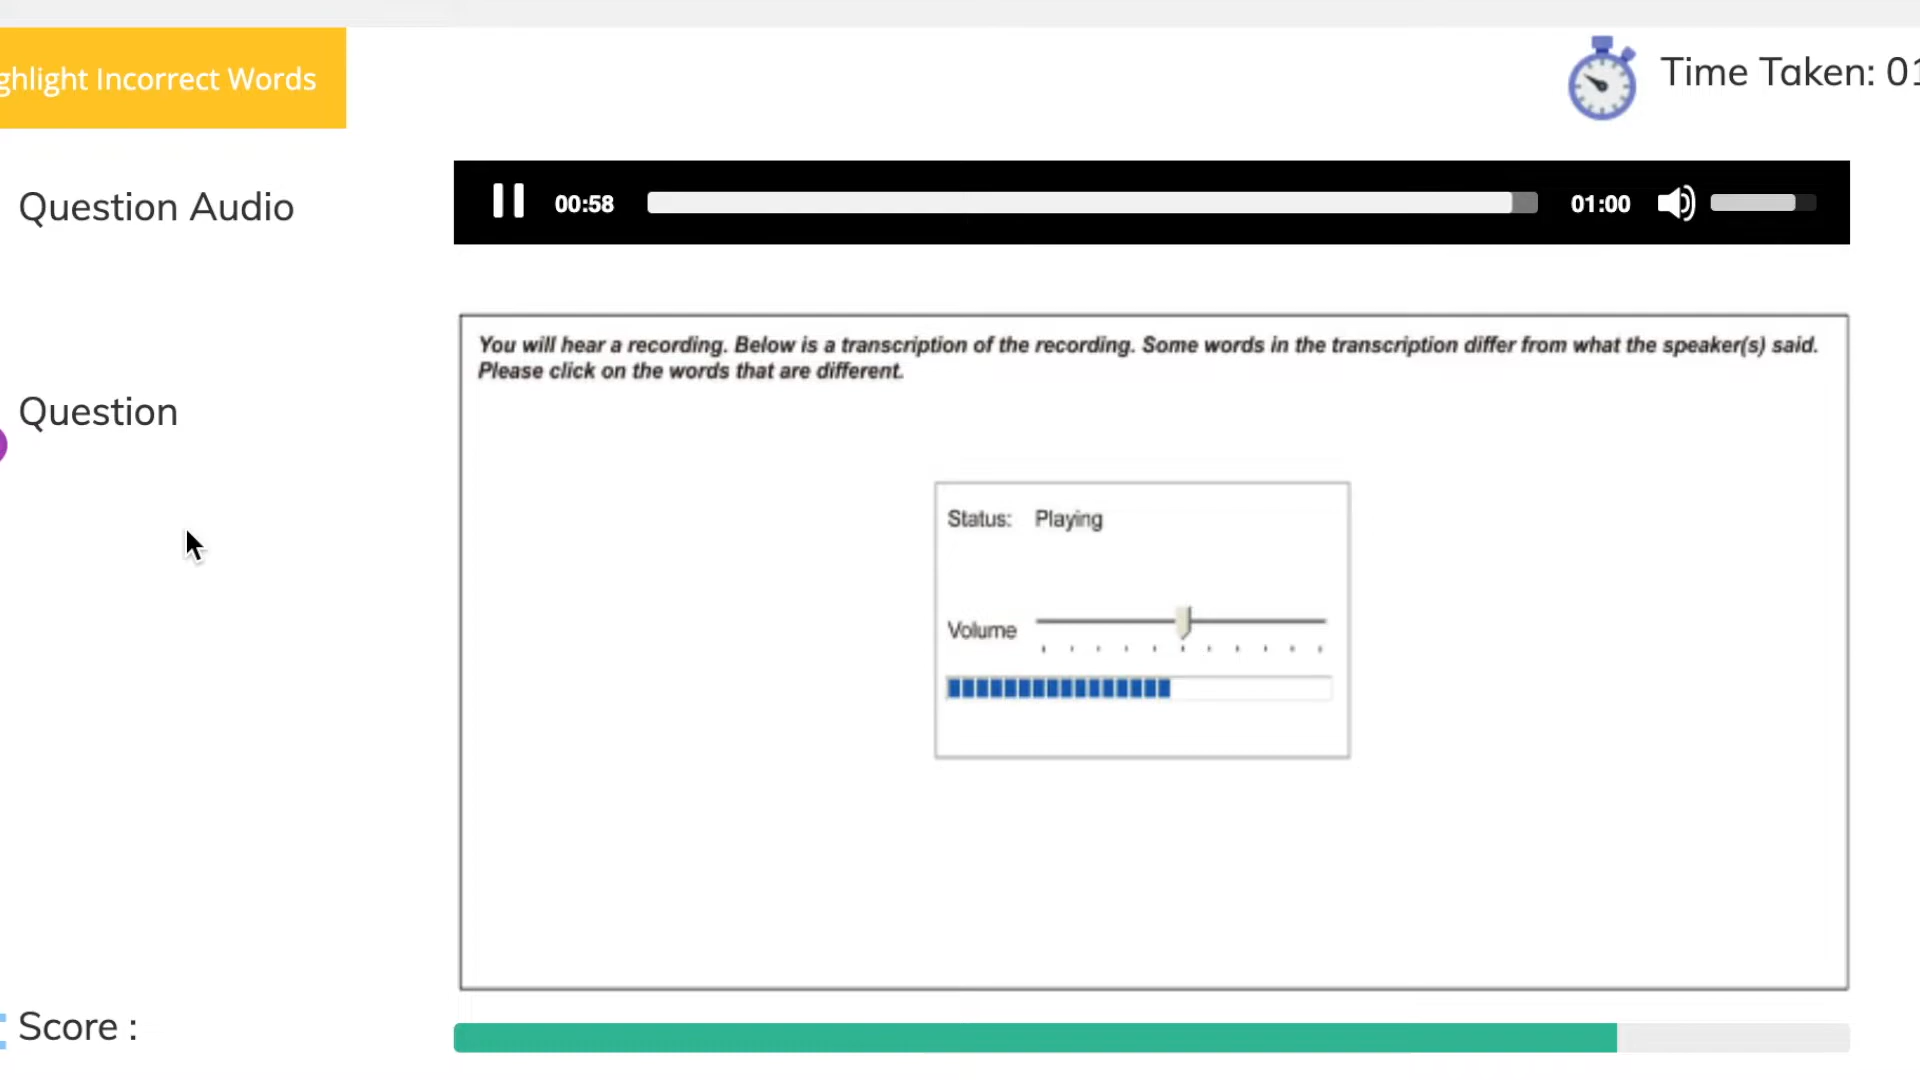 ghlight Incorrect Words
Time Taken: 01
Question Audio
00:58
01:00
You will hear a recording. Below is a transcription of the recording. Some words in the transcription differ from what the speaker(s) said.
Please click on the words that are different.
Question
Status: Playing
Volume
Score :